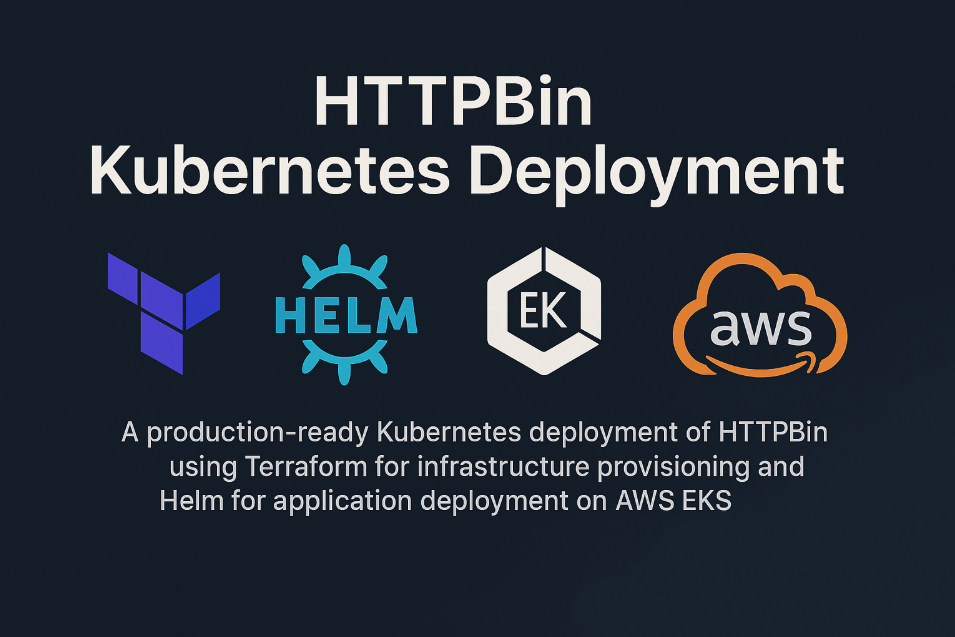 HTTPBin
Kubernetes Deployment
HELM
EK
aws
A production-ready Kubernetes deployment of HTTPBin
using Terraform for infrastructure provisioning and
Helm for application deployment on AWS EKS